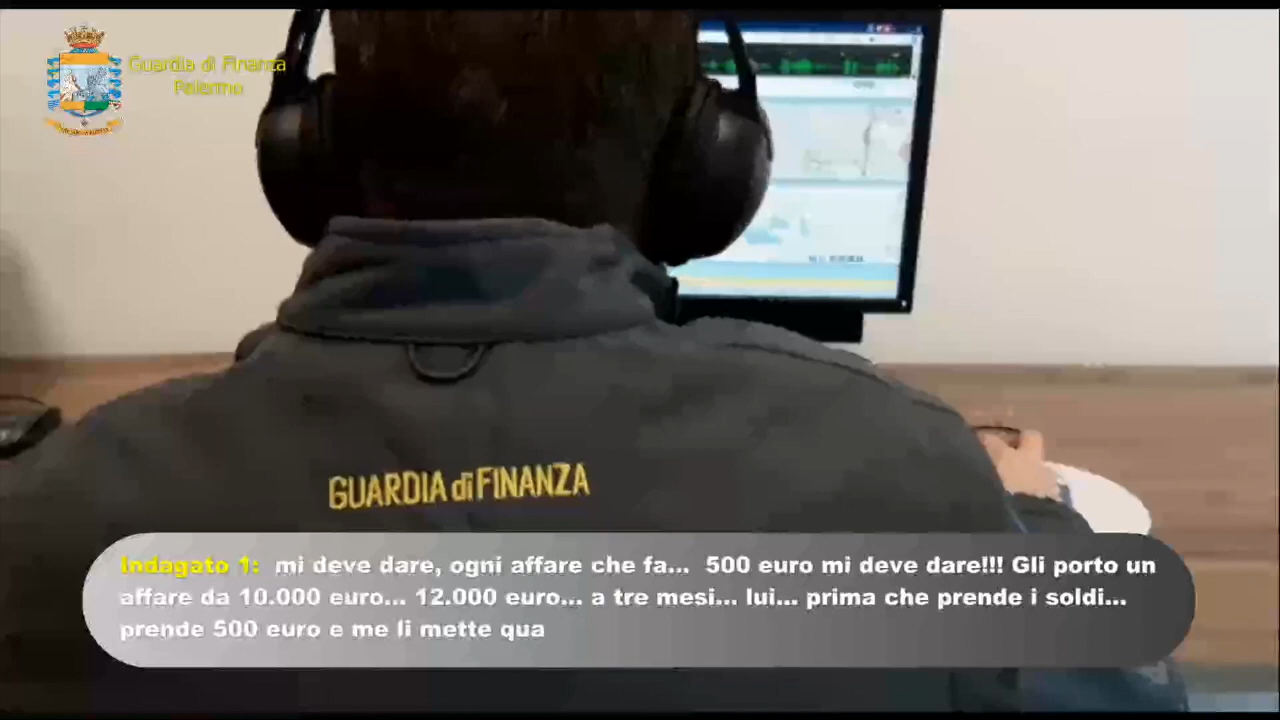 Guardia di Finanza
Palermo
GUARDIA di FINANZA
Indagato 1: mi deve dare, ogni affare che fa... 500 euro mi deve dare!!! Gli porto un
affare da 10.000 euro... 12.000 euro... a tre mesi... lui... prima che prende i soldi...
prende 500 euro e me li mette qua